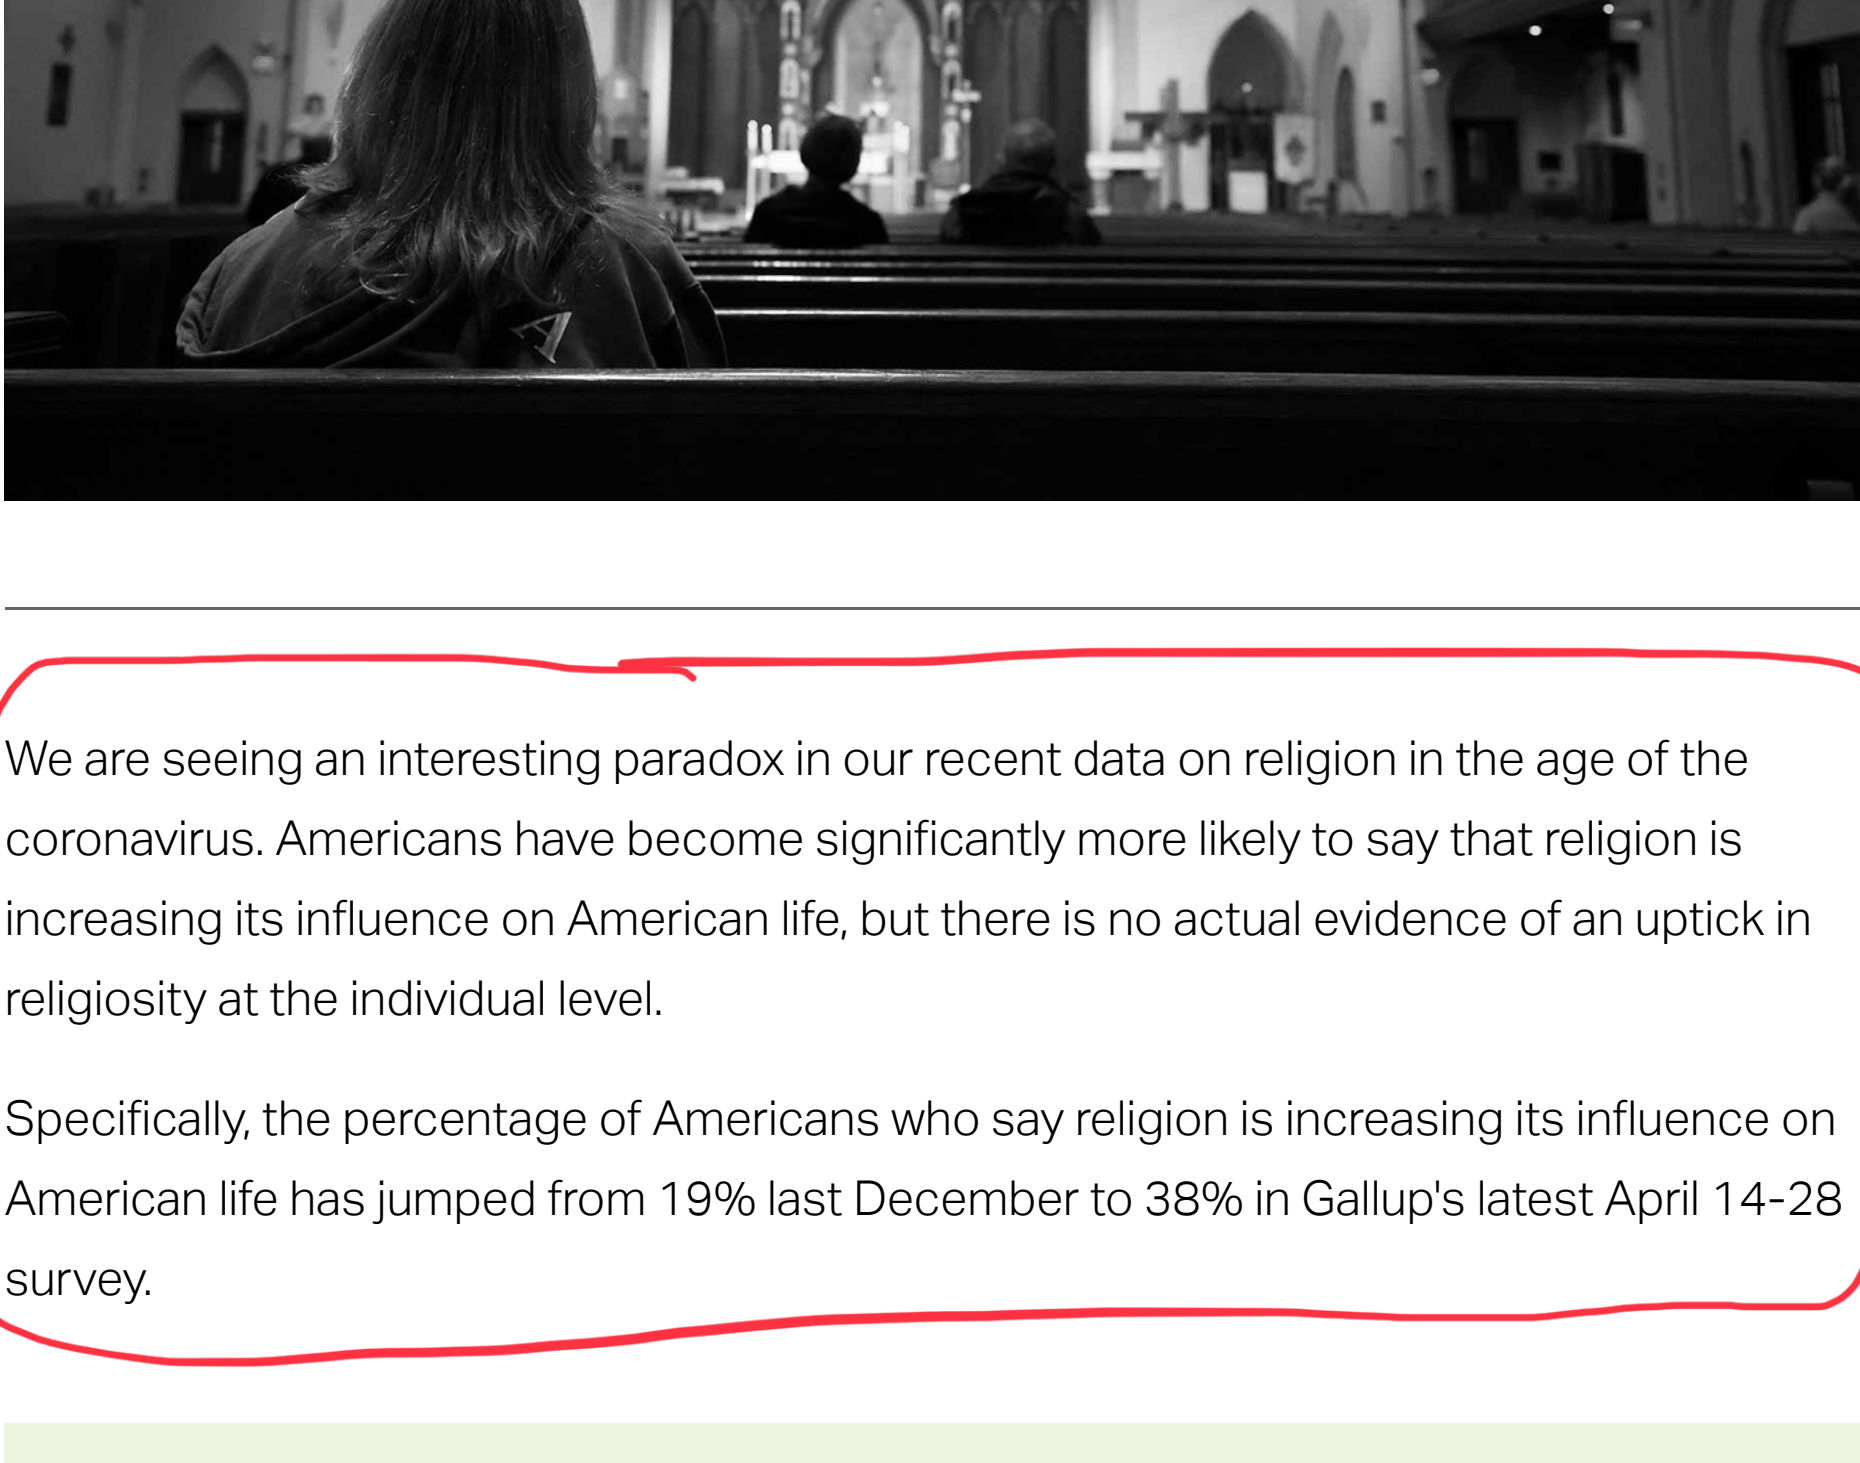 A
We are seeing an interesting paradox in our recent data on religion in the age of the
coronavirus. Americans have become significantly more likely to say that religion is
increasing its influence on American life, but there is no actual evidence of an uptick in
religiosity at the individual level.
Specifically, the percentage of Americans who say religion is increasing its influence on
American life has jumped from 19% last December to 38% in Gallup's latest April 14-28
survey.